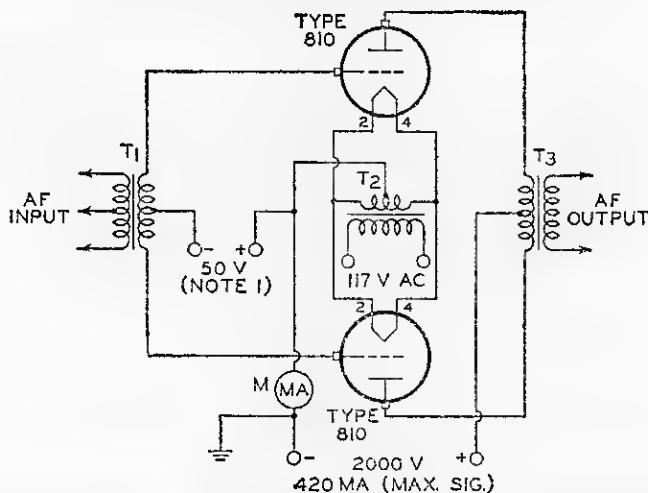 TYPE
810
2
4
T1
T2
T3
AF
INPUT
-
+
50 V
(NOTE 1)
117 V AC
AF
OUTPUT
2
4
M
MA
TYPE
810
-
2000 V
+
420 MA (MAX. SIG.)